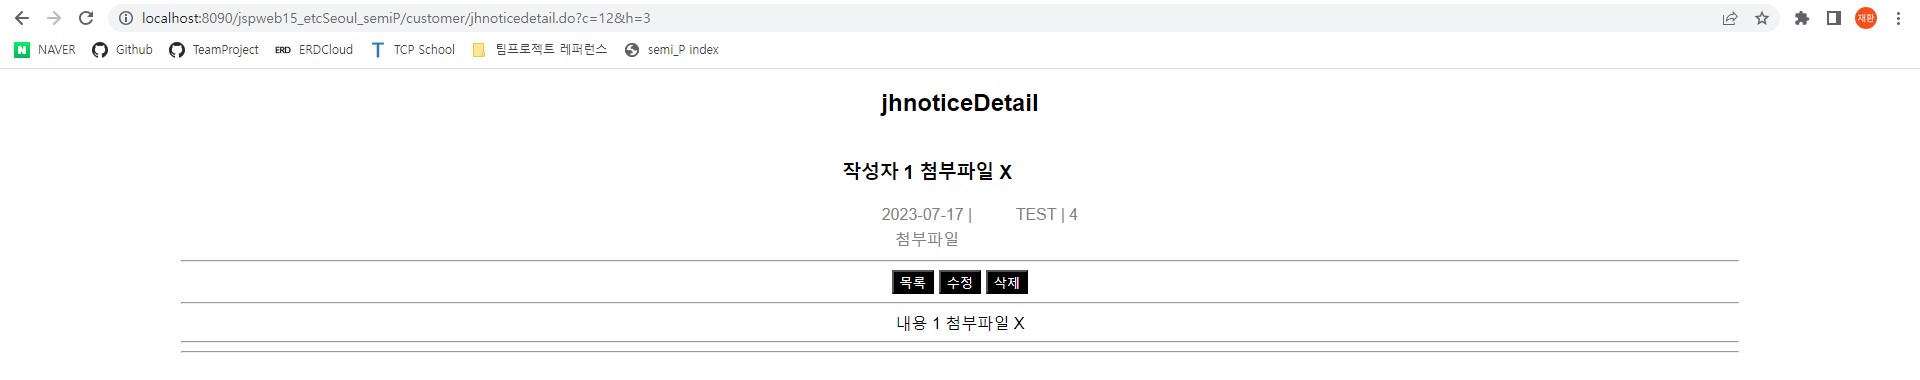 localhost:8090/jspweb15_etcSeoul_semiP/customer/jhnoticedetail.do?c=12&h=3
재환
N NAVER Github TeamProject ERD ERDCloud T TCP School 팀프로젝트 레퍼런스 semi_P index
jhnoticeDetail
작성자 1 첨부파일 X
2023-07-17 | TEST | 4
첨부파일
목록 수정 삭제
내용 1 첨부파일 X